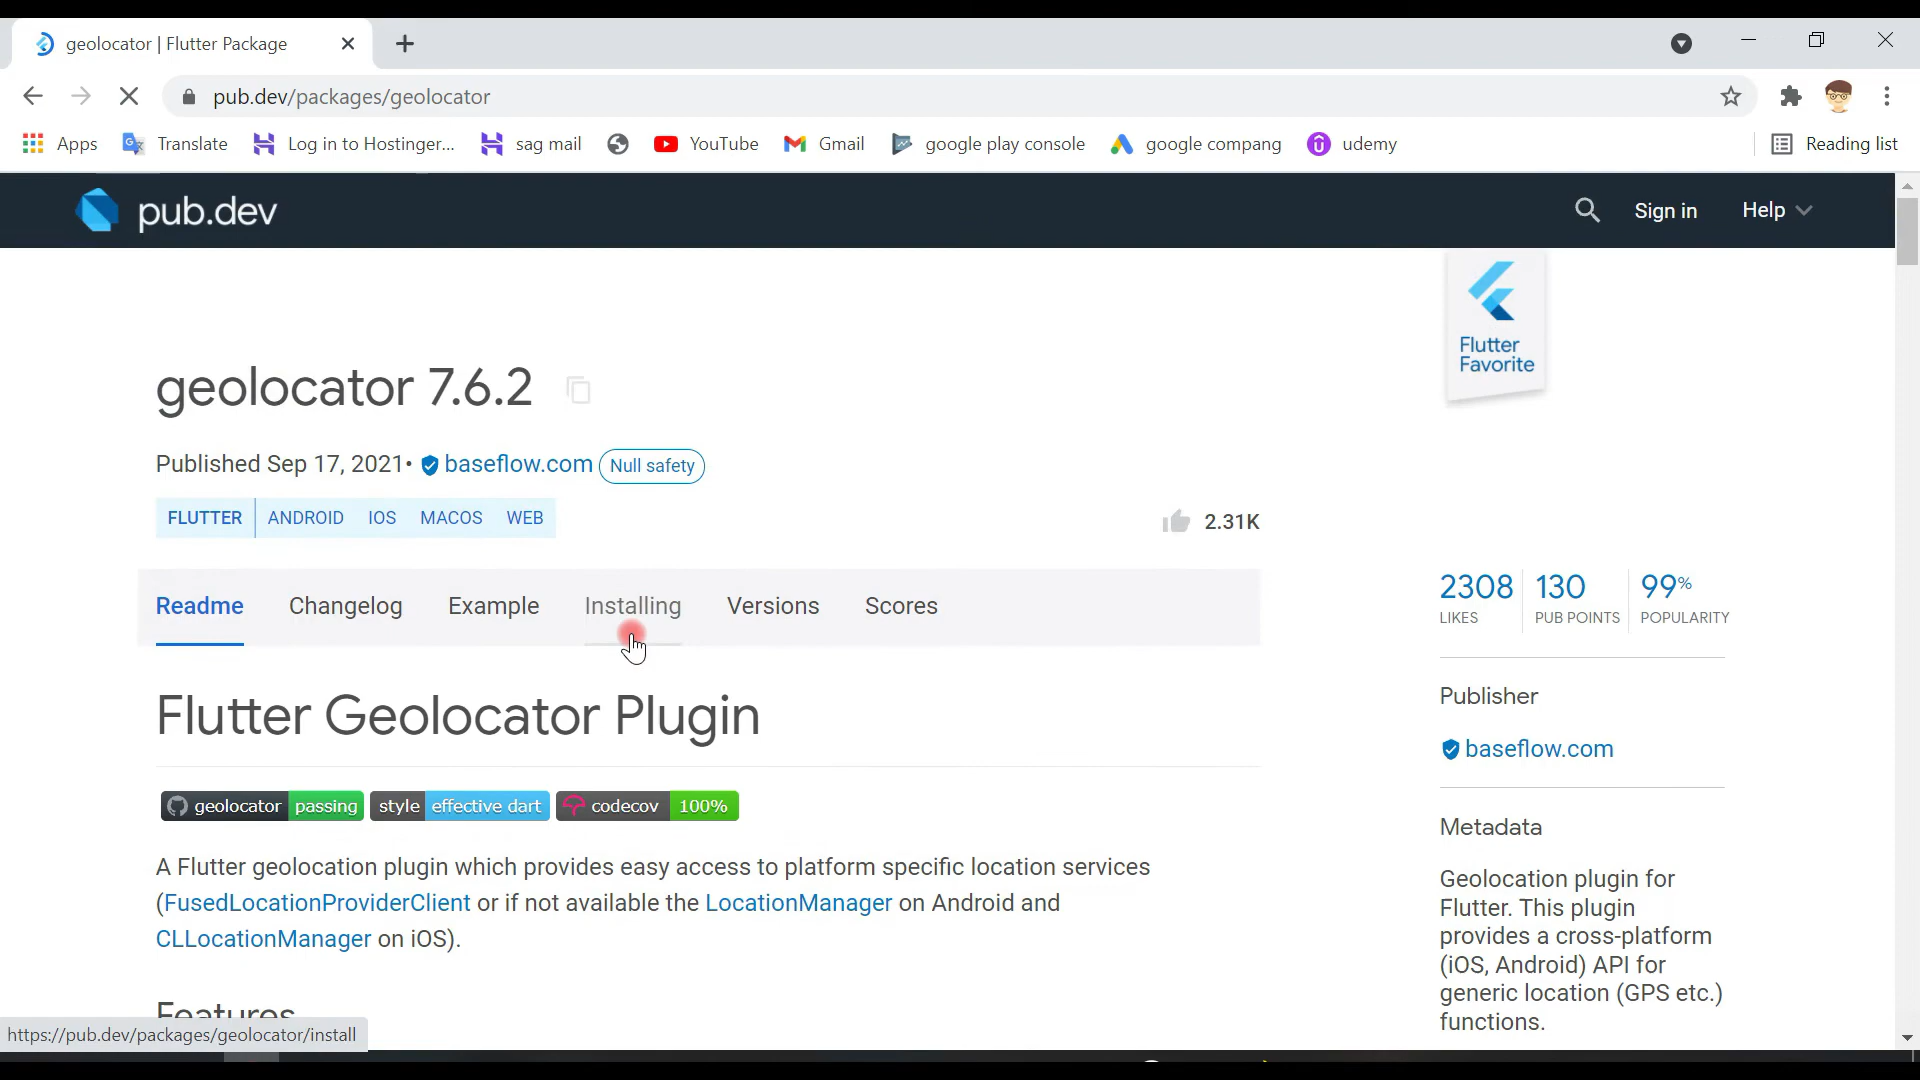 geolocator | Flutter Package
pub.dev/packages/geolocator
Apps Translate Log in to Hostinger... sag mail YouTube Gmail google play console google compang udemy Reading list
pub.dev Sign in Help
Flutter
Favorite
geolocator 7.6.2
Published Sep 17, 2021• baseflow.com Null safety
FLUTTER ANDROID IOS MACOS WEB
2.31K
2308 130 99%
LIKES PUB POINTS POPULARITY
Readme Changelog Example Installing Versions Scores
Flutter Geolocator Plugin
geolocator passing style effective dart codecov 100%
A Flutter geolocation plugin which provides easy access to platform specific location services
(FusedLocationProviderClient or if not available the LocationManager on Android and
CLLocationManager on iOS).
Features
Publisher
baseflow.com
Metadata
Geolocation plugin for
Flutter. This plugin
provides a cross-platform
(iOS, Android) API for
generic location (GPS etc.)
functions.
https://pub.dev/packages/geolocator/install